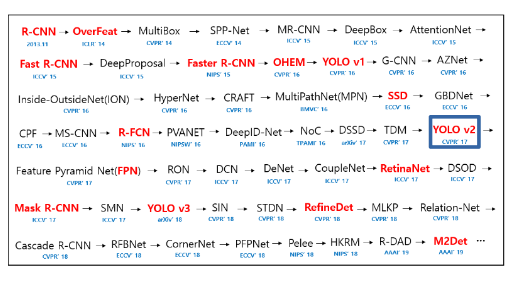 R-CNN → OverFeat → MultiBox → SPP-Net → MR-CNN → DeepBox → AttentionNet →
2013.11 ICLR' 14 CVPR' 14 ECCV' 14 ICCV' 15 ICCV' 15 ICCV' 15
Fast R-CNN → DeepProposal → Faster R-CNN → OHEM → YOLO v1 → G-CNN → AZNet →
ICCV' 15 ICCV' 15 NIPS' 15 CVPR' 16 CVPR' 16 CVPR' 16 CVPR' 16
Inside-OutsideNet(ION) → HyperNet → CRAFT → MultiPathNet(MPN) → SSD → GBDNet →
CVPR' 16 CVPR' 16 CVPR' 16 BMVC' 16 ECCV' 16 ECCV' 16
CPF → MS-CNN → R-FCN → PVANET → DeepID-Net → NoC → DSSD → TDM → YOLO v2 →
ECCV' 16 ECCV' 16 NIPS' 16 NIPSW' 16 PAMI' 16 TPAMI' 16 arXiv' 17 CVPR' 17 CVPR' 17
Feature Pyramid Net(FPN) → RON → DCN → DeNet → CoupleNet → RetinaNet → DSOD →
CVPR' 17 CVPR' 17 ICCV' 17 ICCV' 17 ICCV' 17 ICCV' 17 ICCV' 17
Mask R-CNN → SMN → YOLO v3 → SIN → STDN → RefineDet → MLKP → Relation-Net →
ICCV' 17 ICCV' 17 arXiv' 18 CVPR' 18 CVPR' 18 CVPR' 18 CVPR' 18 CVPR' 18
Cascade R-CNN → RFBNet → CornerNet → PFPNet → Pelee → HKRM → R-DAD → M2Det ···
CVPR' 18 ECCV' 18 ECCV' 18 ECCV' 18 NIPS' 18 NIPS' 18 AAAI' 19 AAAI' 19